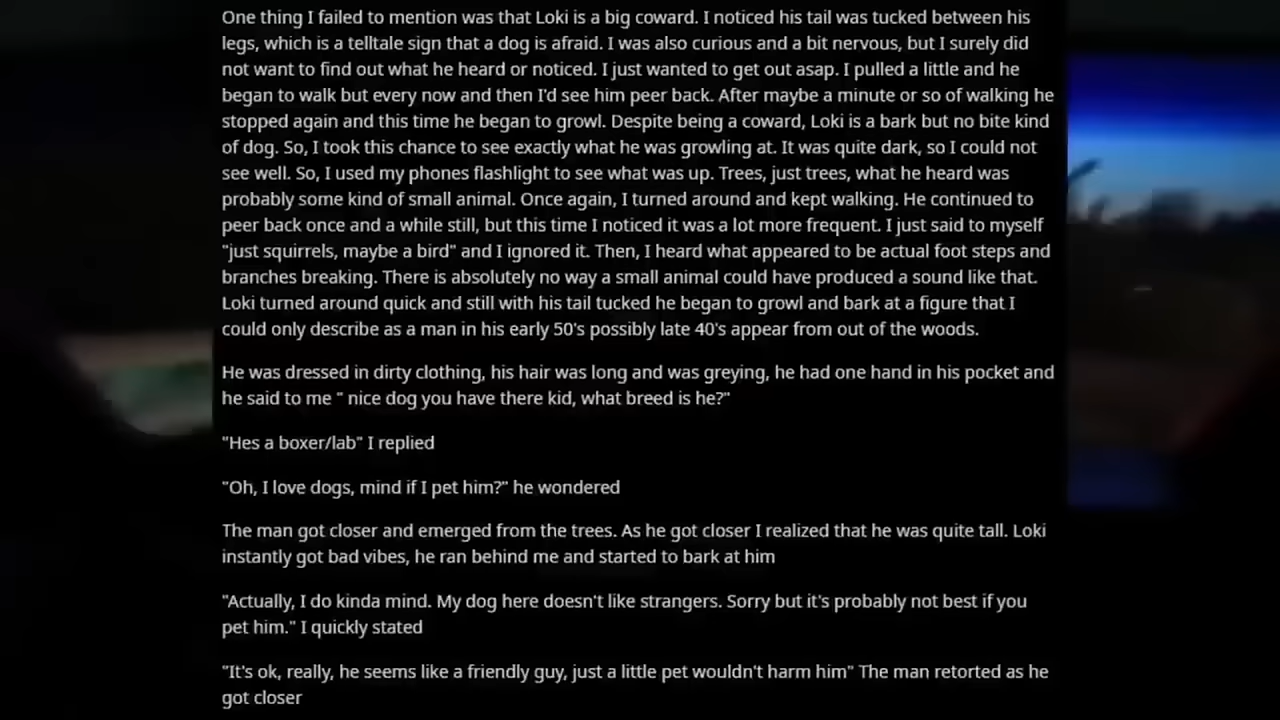 One thing I failed to mention was that Loki is a big coward. I noticed his tail was tucked between his
legs, which is a telltale sign that a dog is afraid. I was also curious and a bit nervous, but I surely did
not want to find out what he heard or noticed. I just wanted to get out asap. I pulled a little and he
began to walk but every now and then I'd see him peer back. After maybe a minute or so of walking he
stopped again and this time he began to growl. Despite being a coward, Loki is a bark but no bite kind
of dog. So, I took this chance to see exactly what he was growling at. It was quite dark, so I could not
see well. So, I used my phones flashlight to see what was up. Trees, just trees, what he heard was
probably some kind of small animal. Once again, I turned around and kept walking. He continued to
peer back once and a while still, but this time I noticed it was a lot more frequent. I just said to myself
"just squirrels, maybe a bird" and I ignored it. Then, I heard what appeared to be actual foot steps and
branches breaking. There is absolutely no way a small animal could have produced a sound like that.
Loki turned around quick and still with his tail tucked he began to growl and bark at a figure that I
could only describe as a man in his early 50's possibly late 40's appear from out of the woods.
He was dressed in dirty clothing, his hair was long and was greying, he had one hand in his pocket and
he said to me " nice dog you have there kid, what breed is he?"
"Hes a boxer/lab" I replied
"Oh, I love dogs, mind if I pet him?" he wondered
The man got closer and emerged from the trees. As he got closer I realized that he was quite tall. Loki
instantly got bad vibes, he ran behind me and started to bark at him
"Actually, I do kinda mind. My dog here doesn't like strangers. Sorry but it's probably not best if you
pet him." I quickly stated
"It's ok, really, he seems like a friendly guy, just a little pet wouldn't harm him" The man retorted as he
got closer